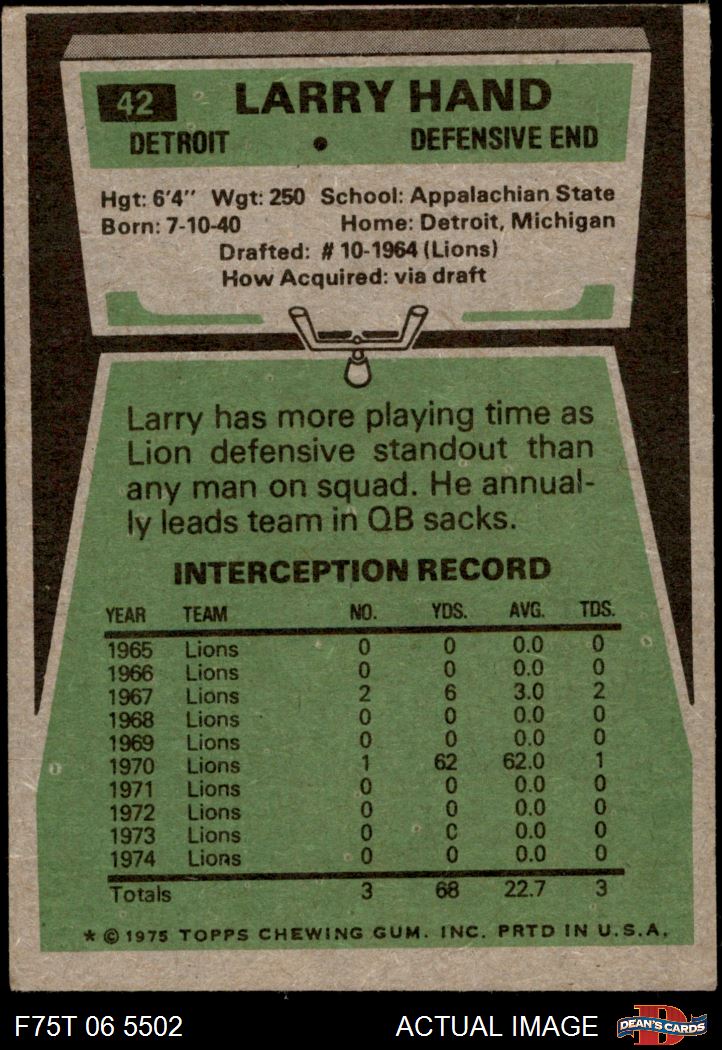 42 LARRY HAND
DETROIT • DEFENSIVE END
Hgt: 6'4" Wgt: 250 School: Appalachian State
Born: 7-10-40 Home: Detroit, Michigan
Drafted: # 10-1964 (Lions)
How Acquired: via draft
Larry has more playing time as
Lion defensive standout than
any man on squad. He annual-
ly leads team in QB sacks.
INTERCEPTION RECORD
YEAR TEAM NO. YDS. AVG. TDS.
1965 Lions 0 0 0.0 0
1966 Lions 0 0 0.0 0
1967 Lions 2 6 3.0 2
1968 Lions 0 0 0.0 0
1969 Lions 0 0 0.0 0
1970 Lions 1 62 62.0 1
1971 Lions 0 0 0.0 0
1972 Lions 0 0 0.0 0
1973 Lions 0 0 0.0 0
1974 Lions 0 0 0.0 0
Totals 3 68 22.7 3
* © 1975 TOPPS CHEWING GUM. INC. PRTD IN U.S.A.
F75T 06 5502 ACTUAL IMAGE D DEAN'S CARDS